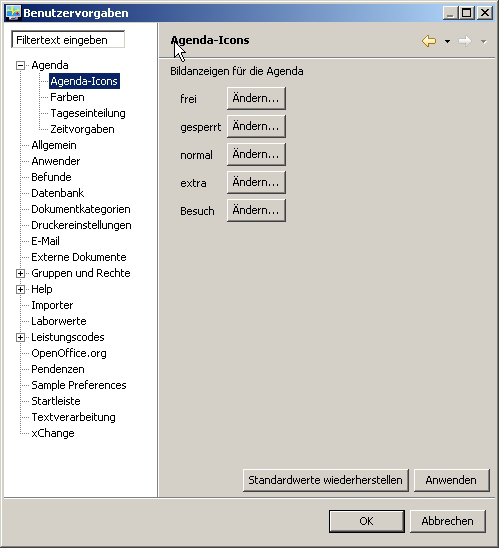 Benutzervorgaben
Filtertext eingeben
Agenda
Agenda-Icons
Farben
Tageseinteilung
Zeitvorgaben
Allgemein
Anwender
Befunde
Datenbank
Dokumentkategorien
Druckereinstellungen
E-Mail
Externe Dokumente
Gruppen und Rechte
Help
Importer
Laborwerte
Leistungscodes
OpenOffice.org
Pendenzen
Sample Preferences
Startleiste
Textverarbeitung
xChange
Agenda-Icons
Bildanzeigen für die Agenda
frei Ändern...
gesperrt Ändern...
normal Ändern...
extra Ändern...
Besuch Ändern...
Standardwerte wiederherstellen Anwenden
OK Abbrechen